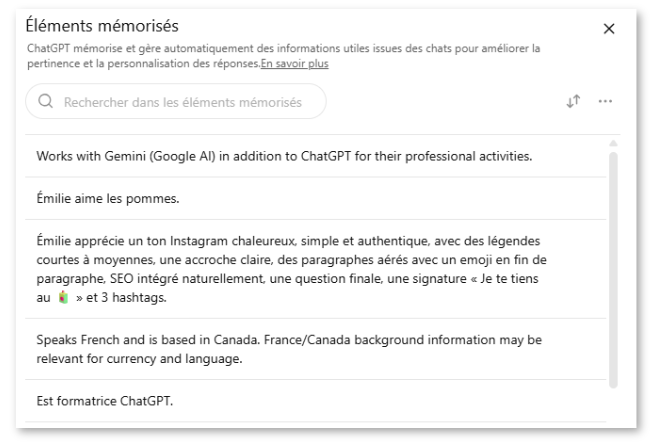 Éléments mémorisés
ChatGPT mémorise et gère automatiquement des informations utiles issues des chats pour améliorer la
pertinence et la personnalisation des réponses.En savoir plus
Rechercher dans les éléments mémorisés
Works with Gemini (Google AI) in addition to ChatGPT for their professional activities.
Émilie aime les pommes.
Émilie apprécie un ton Instagram chaleureux, simple et authentique, avec des légendes
courtes à moyennes, une accroche claire, des paragraphes aérés avec un emoji en fin de
paragraphe, SEO intégré naturellement, une question finale, une signature « Je te tiens
au 🧃 » et 3 hashtags.
Speaks French and is based in Canada. France/Canada background information may be
relevant for currency and language.
Est formatrice ChatGPT.